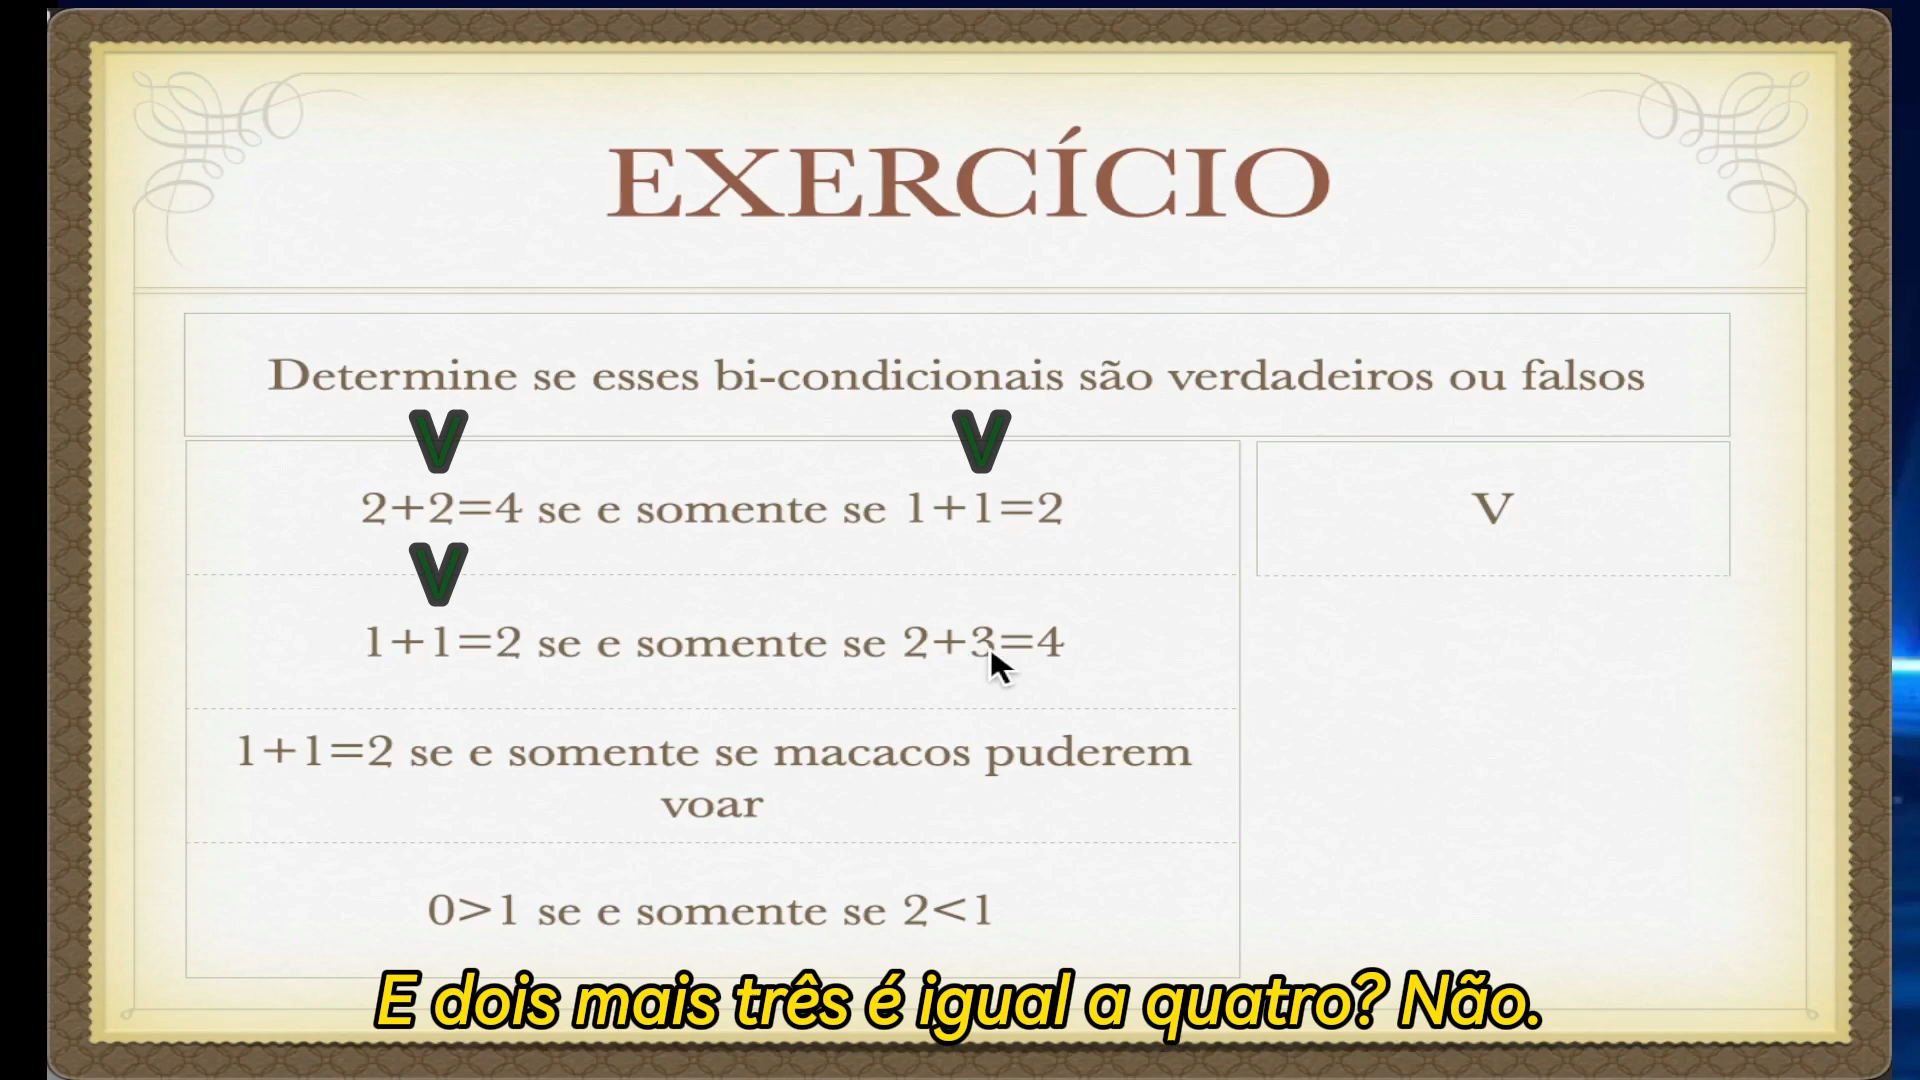 EXERCÍCIO
Determine se esses bi-condicionais são verdadeiros ou falsos
V V
2+2=4 se e somente se 1+1=2
V
V
1+1=2 se e somente se 2+3=4
1+1=2 se e somente se macacos puderem
voar
0>1 se e somente se 2<1
E dois mais três é igual a quatro? Não.